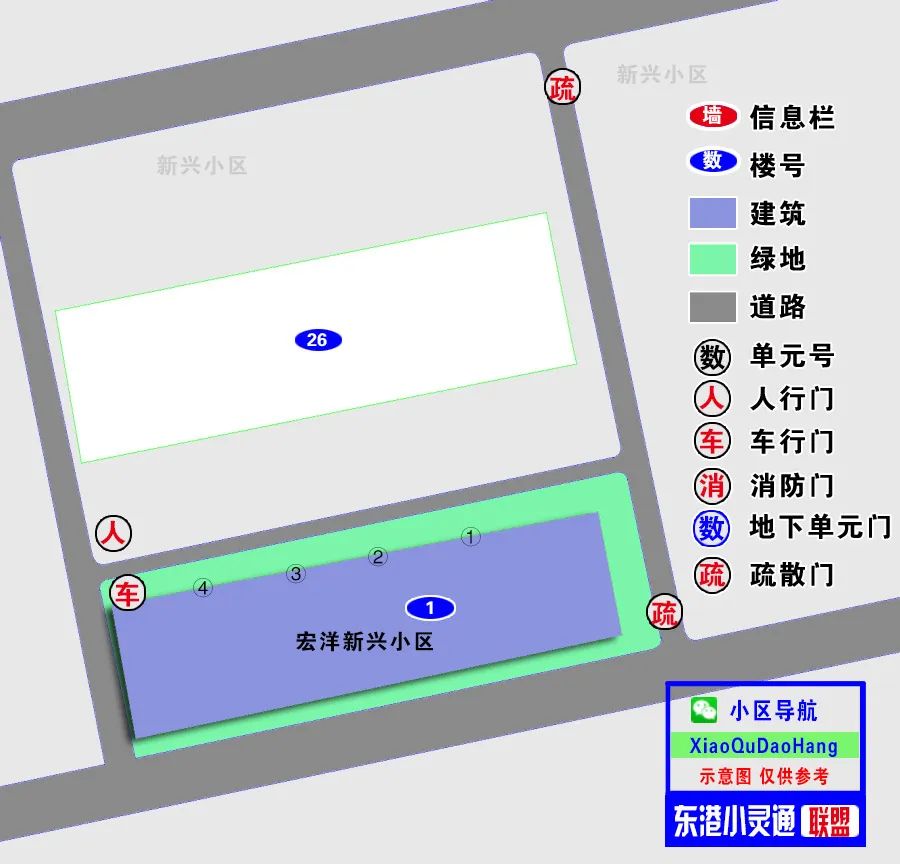 新兴小区
疏
新兴小区
墙 信息栏
数 楼号
建筑
绿地
道路
数 单元号
人 人行门
车 车行门
消 消防门
数 地下单元门
疏 疏散门
26
人
车
4
3
2
1
1
宏洋新兴小区
疏
小区导航
XiaoQuDaoHang
示意图 仅供参考
东港小灵通 联盟